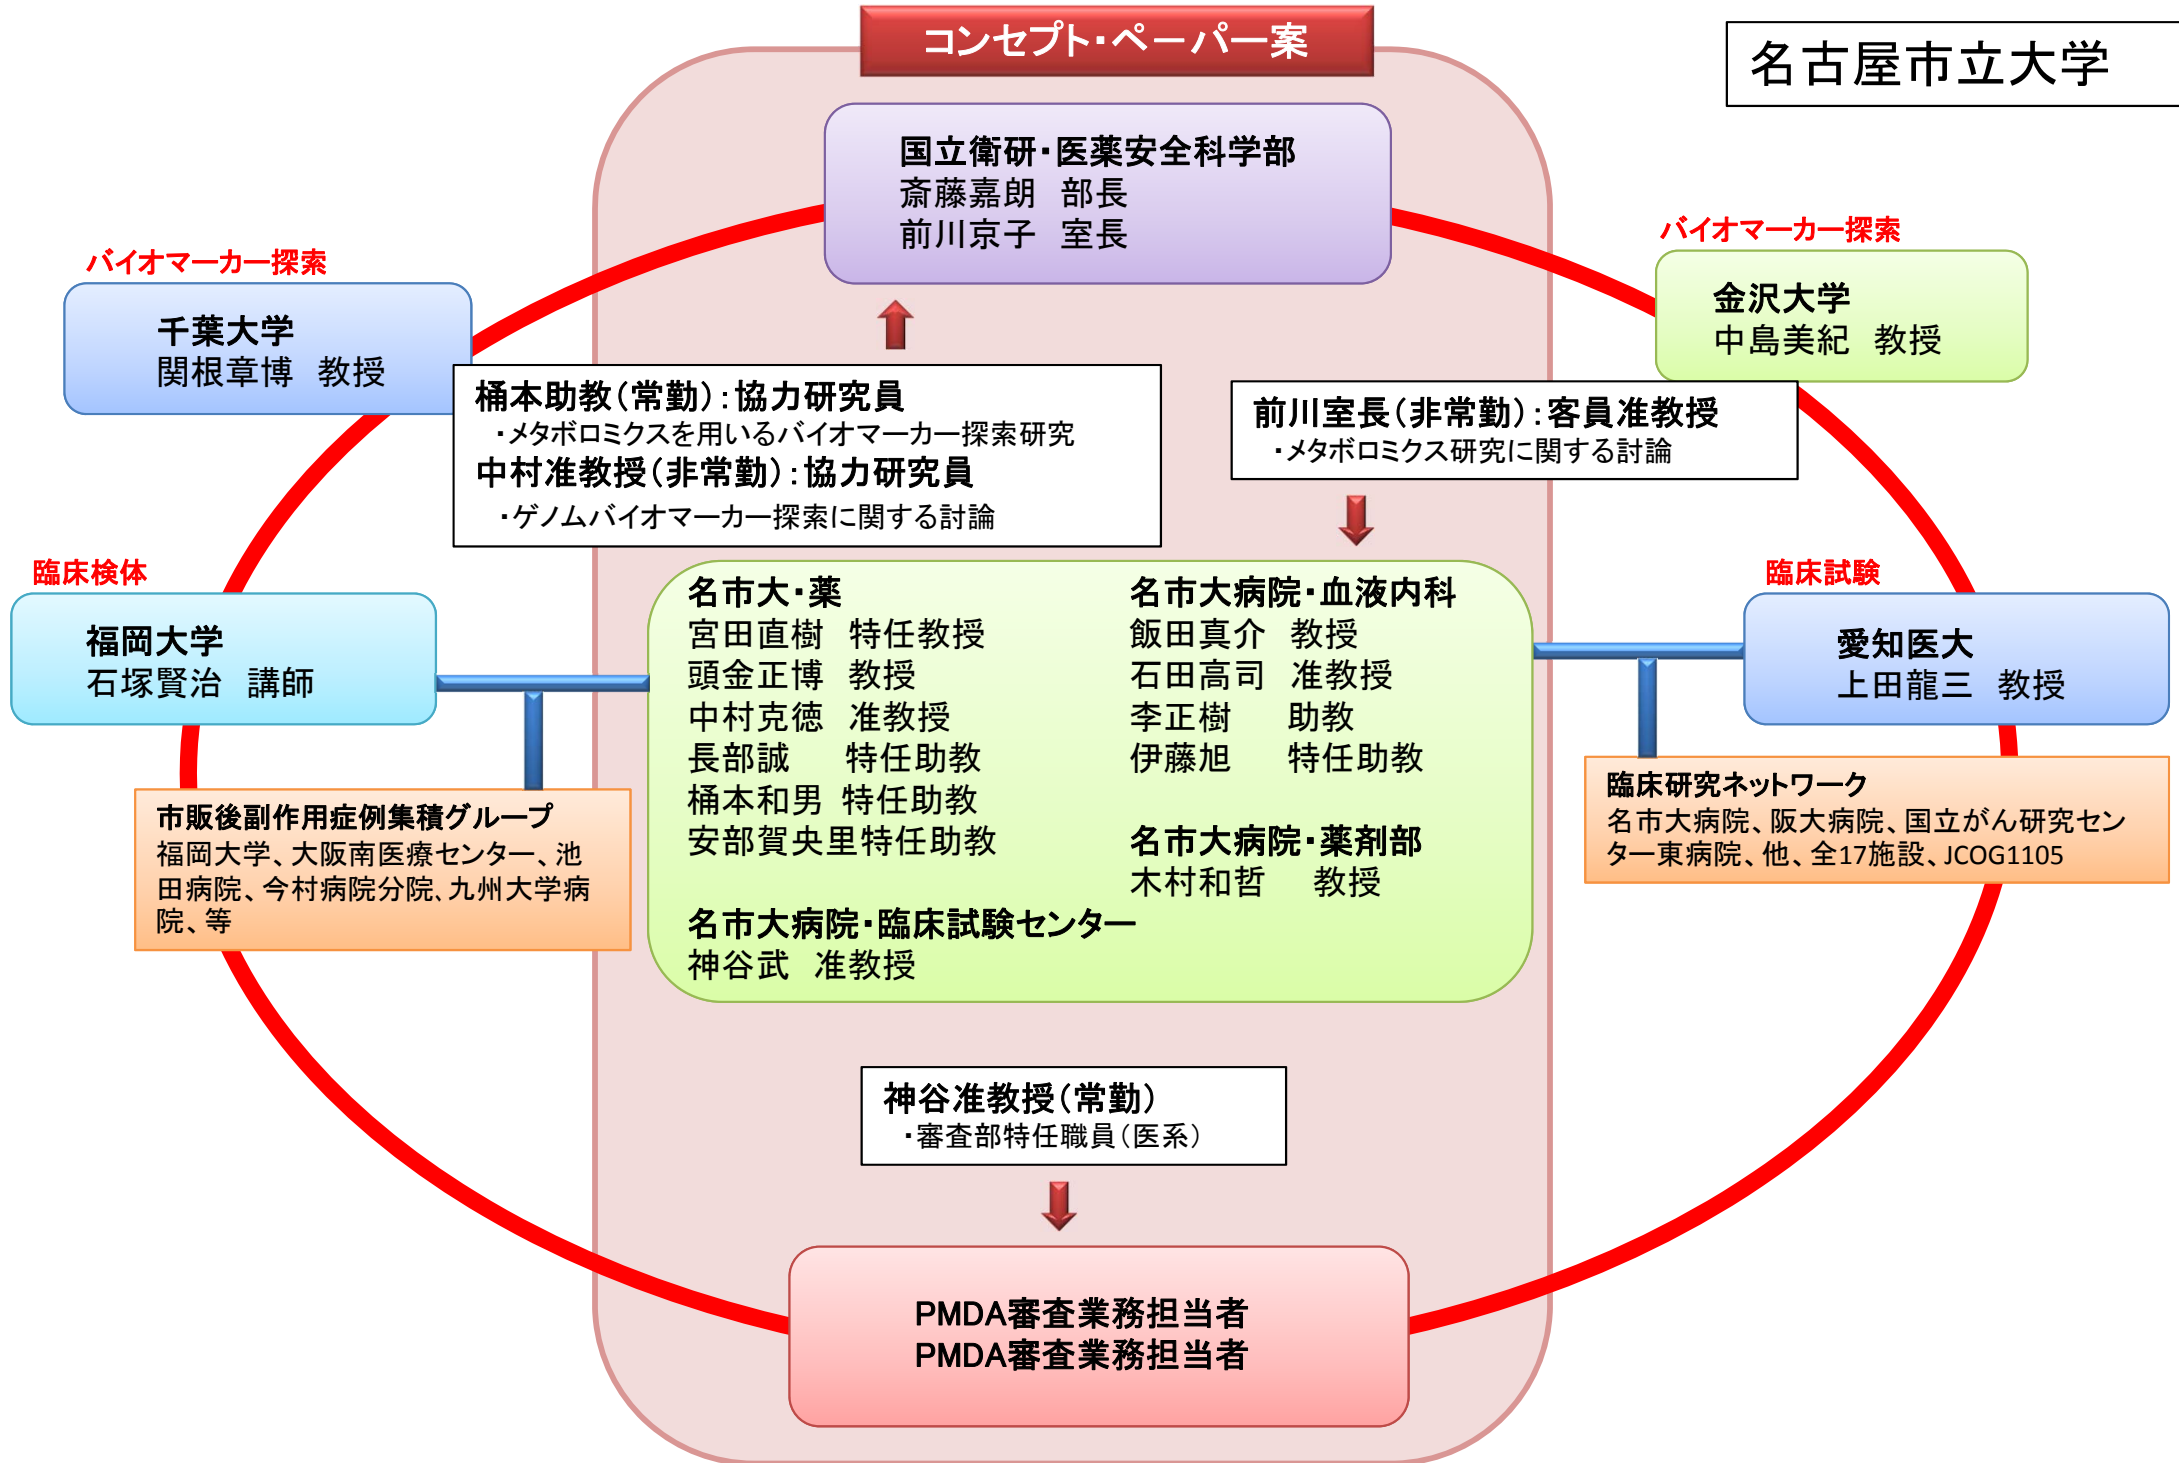 コンセプト・ペーパー案
名古屋市立大学
国立衛研・医薬安全科学部
斎藤嘉朗　部長
前川京子　室長
バイオマーカー探索
千葉大学
関根章博　教授
バイオマーカー探索
金沢大学
中島美紀　教授
桶本助教（常勤）：協力研究員
・メタボロミクスを用いるバイオマーカー探索研究
中村准教授（非常勤）：協力研究員
・ゲノムバイオマーカー探索に関する討論
前川室長（非常勤）：客員准教授
・メタボロミクス研究に関する討論
臨床検体
福岡大学
石塚賢治　講師
市販後副作用症例集積グループ
福岡大学、大阪南医療センター、池
田病院、今村病院分院、九州大学病
院、等
名市大・薬
宮田直樹　特任教授
頭金正博　教授
中村克徳　准教授
長部誠　特任助教
桶本和男　特任助教
安部賀央里特任助教
名市大病院・臨床試験センター
神谷武　准教授
名市大病院・血液内科
飯田真介　教授
石田高司　准教授
李正樹　助教
伊藤旭　特任助教
名市大病院・薬剤部
木村和哲　教授
臨床試験
愛知医大
上田龍三　教授
臨床研究ネットワーク
名市大病院、阪大病院、国立がん研究セン
ター東病院、他、全17施設、JCOG1105
神谷准教授（常勤）
・審査部特任職員（医系）
PMDA審査業務担当者
PMDA審査業務担当者